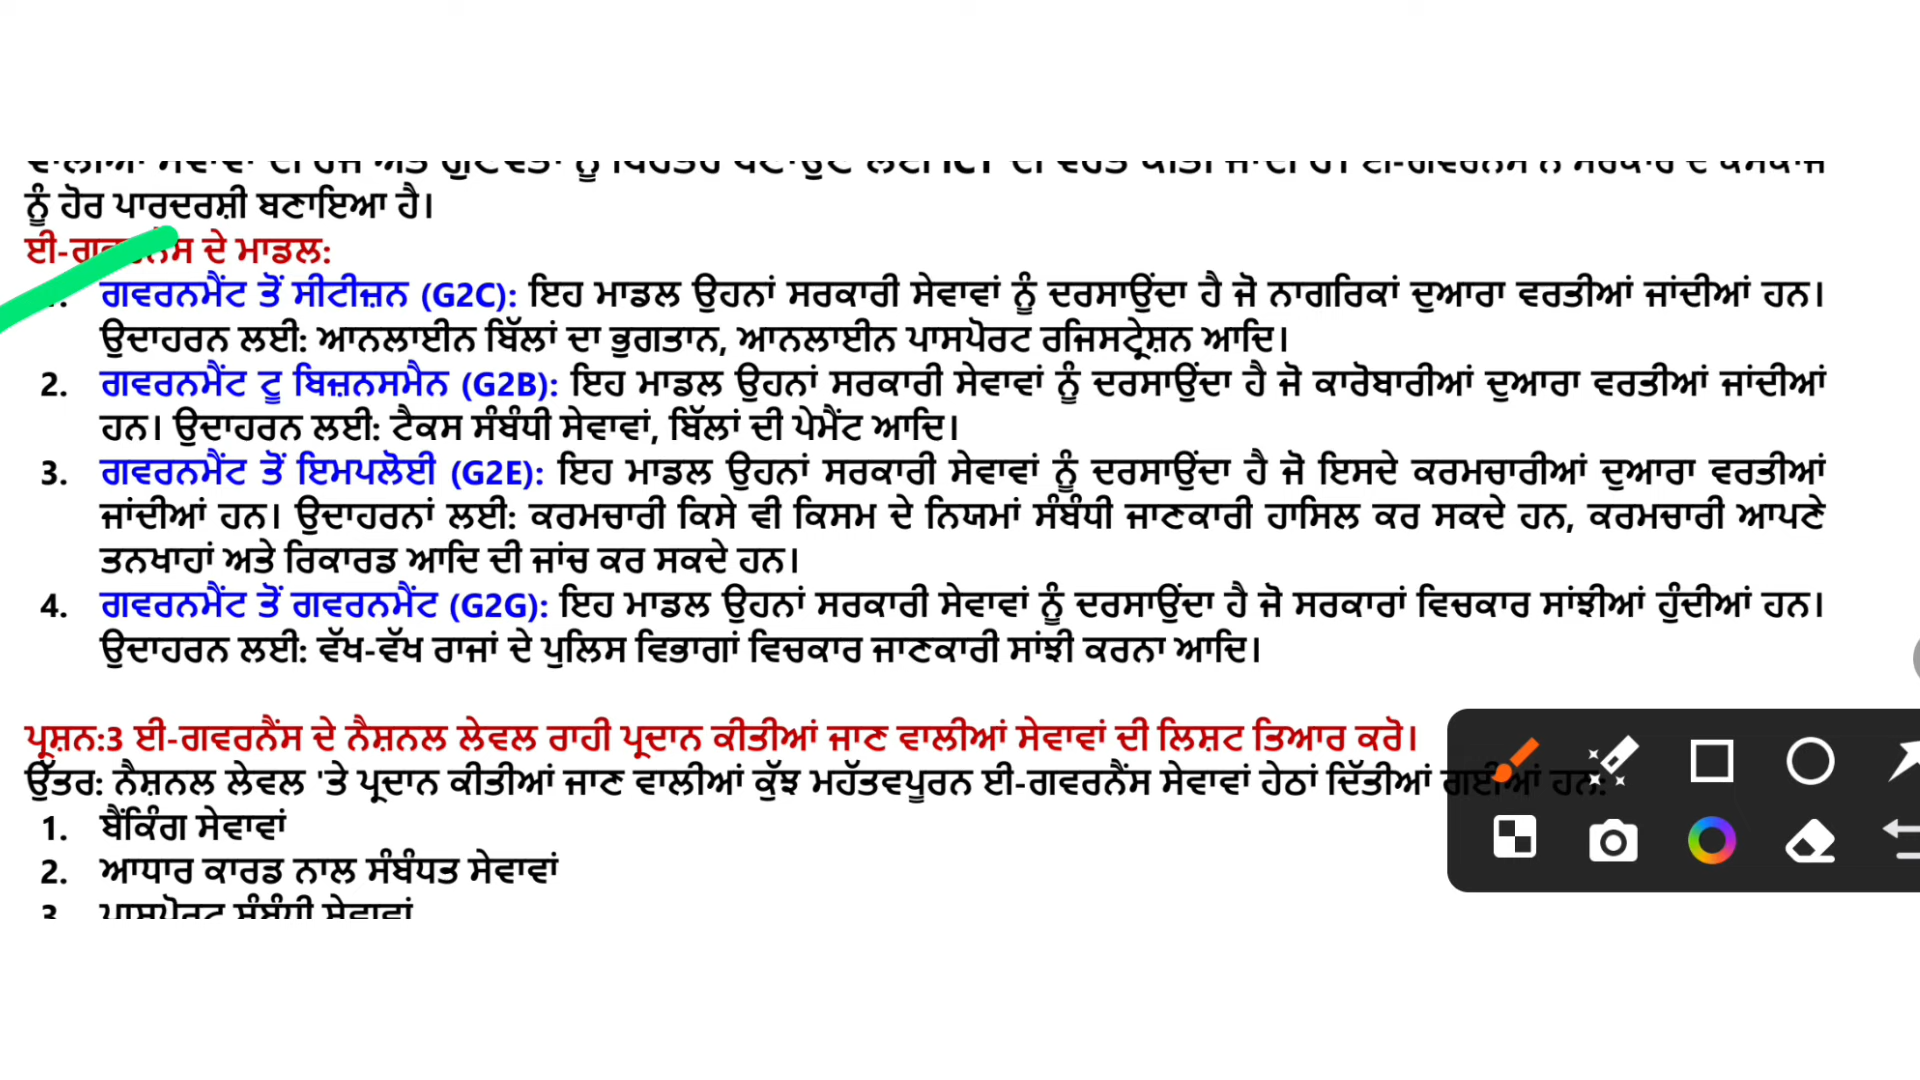 ਨੂੰ ਹੋਰ ਪਾਰਦਰਸ਼ੀ ਬਣਾਇਆ ਹੈ।
ਈ-ਗਵਰਨੈਂਸ ਦੇ ਮਾਡਲ:
ਗਵਰਨਮੈਂਟ ਤੋਂ ਸੀਟੀਜ਼ਨ (G2C): ਇਹ ਮਾਡਲ ਉਹਨਾਂ ਸਰਕਾਰੀ ਸੇਵਾਵਾਂ ਨੂੰ ਦਰਸਾਉਂਦਾ ਹੈ ਜੋ ਨਾਗਰਿਕਾਂ ਦੁਆਰਾ ਵਰਤੀਆਂ ਜਾਂਦੀਆਂ ਹਨ।
ਉਦਾਹਰਨ ਲਈ: ਆਨਲਾਈਨ ਬਿੱਲਾਂ ਦਾ ਭੁਗਤਾਨ, ਆਨਲਾਈਨ ਪਾਸਪੋਰਟ ਰਜਿਸਟ੍ਰੇਸ਼ਨ ਆਦਿ।
2. ਗਵਰਨਮੈਂਟ ਟੂ ਬਿਜ਼ਨਸਮੈਨ (G2B): ਇਹ ਮਾਡਲ ਉਹਨਾਂ ਸਰਕਾਰੀ ਸੇਵਾਵਾਂ ਨੂੰ ਦਰਸਾਉਂਦਾ ਹੈ ਜੋ ਕਾਰੋਬਾਰੀਆਂ ਦੁਆਰਾ ਵਰਤੀਆਂ ਜਾਂਦੀਆਂ
ਹਨ। ਉਦਾਹਰਨ ਲਈ: ਟੈਕਸ ਸੰਬੰਧੀ ਸੇਵਾਵਾਂ, ਬਿੱਲਾਂ ਦੀ ਪੇਮੈਂਟ ਆਦਿ।
3. ਗਵਰਨਮੈਂਟ ਤੋਂ ਇਮਪਲੋਈ (G2E): ਇਹ ਮਾਡਲ ਉਹਨਾਂ ਸਰਕਾਰੀ ਸੇਵਾਵਾਂ ਨੂੰ ਦਰਸਾਉਂਦਾ ਹੈ ਜੋ ਇਸਦੇ ਕਰਮਚਾਰੀਆਂ ਦੁਆਰਾ ਵਰਤੀਆਂ
ਜਾਂਦੀਆਂ ਹਨ। ਉਦਾਹਰਨਾਂ ਲਈ: ਕਰਮਚਾਰੀ ਕਿਸੇ ਵੀ ਕਿਸਮ ਦੇ ਨਿਯਮਾਂ ਸੰਬੰਧੀ ਜਾਣਕਾਰੀ ਹਾਸਿਲ ਕਰ ਸਕਦੇ ਹਨ, ਕਰਮਚਾਰੀ ਆਪਣੇ
ਤਨਖਾਹਾਂ ਅਤੇ ਰਿਕਾਰਡ ਆਦਿ ਦੀ ਜਾਂਚ ਕਰ ਸਕਦੇ ਹਨ।
4. ਗਵਰਨਮੈਂਟ ਤੋਂ ਗਵਰਨਮੈਂਟ (G2G): ਇਹ ਮਾਡਲ ਉਹਨਾਂ ਸਰਕਾਰੀ ਸੇਵਾਵਾਂ ਨੂੰ ਦਰਸਾਉਂਦਾ ਹੈ ਜੋ ਸਰਕਾਰਾਂ ਵਿਚਕਾਰ ਸਾਂਝੀਆਂ ਹੁੰਦੀਆਂ ਹਨ।
ਉਦਾਹਰਨ ਲਈ: ਵੱਖ-ਵੱਖ ਰਾਜਾਂ ਦੇ ਪੁਲਿਸ ਵਿਭਾਗਾਂ ਵਿਚਕਾਰ ਜਾਣਕਾਰੀ ਸਾਂਝੀ ਕਰਨਾ ਆਦਿ।
ਪ੍ਰਸ਼ਨ:3 ਈ-ਗਵਰਨੈਂਸ ਦੇ ਨੈਸ਼ਨਲ ਲੇਵਲ ਰਾਹੀ ਪ੍ਰਦਾਨ ਕੀਤੀਆਂ ਜਾਣ ਵਾਲੀਆਂ ਸੇਵਾਵਾਂ ਦੀ ਲਿਸ਼ਟ ਤਿਆਰ ਕਰੋ।
ਉੱਤਰ: ਨੈਸ਼ਨਲ ਲੇਵਲ 'ਤੇ ਪ੍ਰਦਾਨ ਕੀਤੀਆਂ ਜਾਣ ਵਾਲੀਆਂ ਕੁੱਝ ਮਹੱਤਵਪੂਰਨ ਈ-ਗਵਰਨੈਂਸ ਸੇਵਾਵਾਂ ਹੇਠਾਂ ਦਿੱਤੀਆਂ ਗਈਆਂ ਹਨ:
1. ਬੈਂਕਿੰਗ ਸੇਵਾਵਾਂ
2. ਆਧਾਰ ਕਾਰਡ ਨਾਲ ਸੰਬੰਧਤ ਸੇਵਾਵਾਂ
3 ਪਾਸਪੋਰਟ ਸੰਬੰਧੀ ਸੇਵਾਵਾਂ